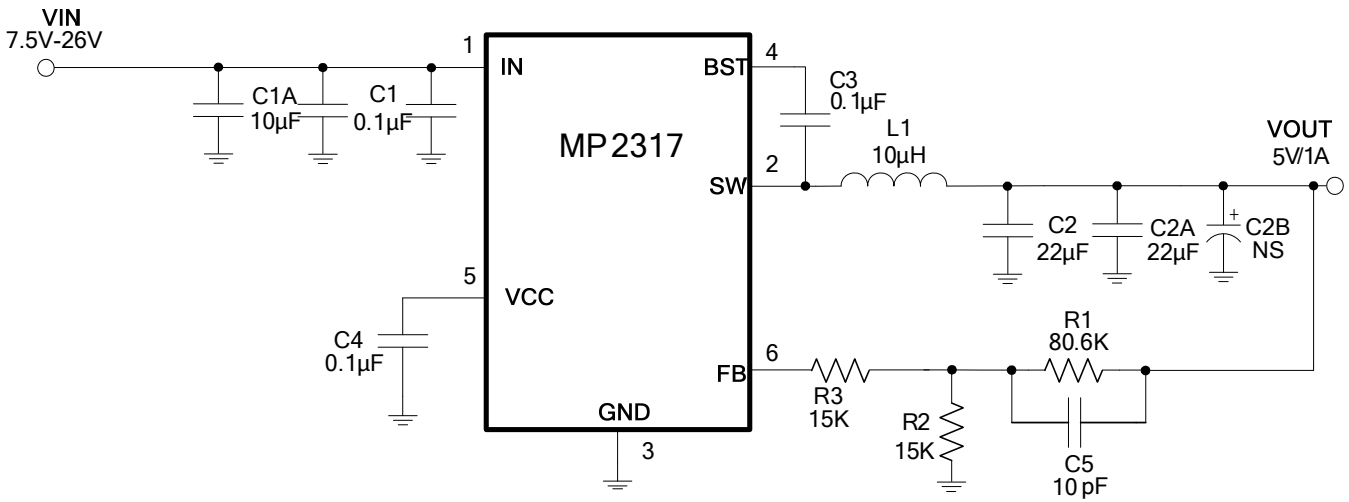 VIN
7.5V-26V
1
IN
C1A
10µF
C1
0.1µF
MP2317
BST
4
C3
0.1µF
SW
2
L1
10µH
VOUT
5V/1A
C2
22µF
C2A
22µF
+
C2B
NS
5
VCC
C4
0.1µF
FB
6
R3
15K
R2
15K
R1
80.6K
C5
10 pF
GND
3